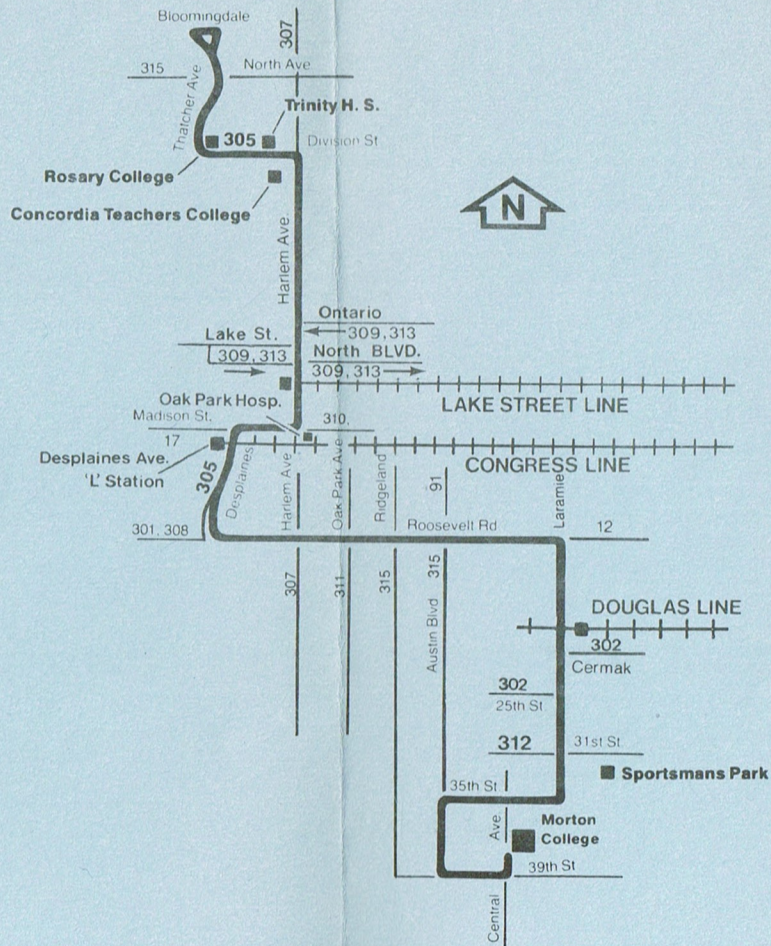 Bloomingdale
307
315
North Ave
Thatcher Ave
Trinity H. S.
305
Division St
Rosary College
Concordia Teachers College
N
Harlem Ave.
Ontario
309, 313
Lake St.
309, 313
North BLVD.
309, 313
Oak Park Hosp.
LAKE STREET LINE
Madison St.
310.
17
Desplaines Ave.
'L' Station
CONGRESS LINE
305
Desplaines
Harlem Ave
Oak Park Ave
Ridgeland
91
Laramie
301, 308
Roosevelt Rd
12
307
311
315
315
Austin Blvd
DOUGLAS LINE
302
Cermak
302
25th St
312
31st St
Sportsmans Park
35th St
Ave
Morton
College
39th St
Central